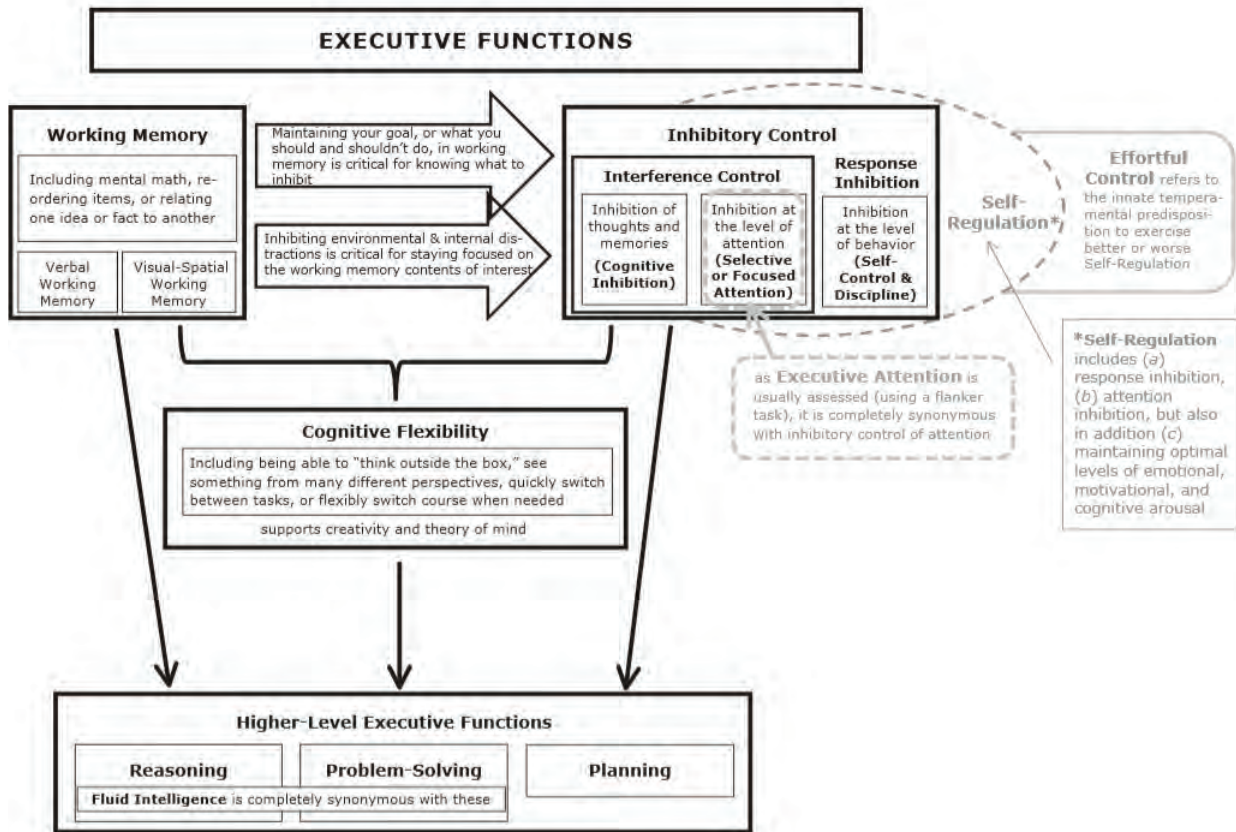 EXECUTIVE FUNCTIONS
Working Memory
Including mental math, re-
ordering items, or relating
one idea or fact to another
Verbal
Working
Memory
Visual-Spatial
Working
Memory
Maintaining your goal, or what you
should and shouldn't do, in working
memory is critical for knowing what to
inhibit
Inhibiting environmental & internal dis-
tractions is critical for staying focused on
the working memory contents of interest
Inhibitory Control
Interference Control
Inhibition of
thoughts and
memories
(Cognitive
Inhibition)
Inhibition at
the level of
attention
(Selective
or Focused
Attention)
Response
Inhibition
Inhibition
at the level
of behavior
(Self-
Control &
Discipline)
Self-
Regulation*
Effortful
Control refers to
the innate tempera-
mental predisposi-
tion to exercise
better or worse
Self-Regulation
*Self-Regulation
includes (a)
response inhibition,
(b) attention
inhibition, but also
in addition (c)
maintaining optimal
levels of emotional,
motivational, and
cognitive arousal
as Executive Attention is
usually assessed (using a flanker
task), it is completely synonymous
with inhibitory control of attention
Cognitive Flexibility
Including being able to "think outside the box," see
something from many different perspectives, quickly switch
between tasks, or flexibly switch course when needed
supports creativity and theory of mind
Higher-Level Executive Functions
Reasoning
Problem-Solving
Planning
Fluid Intelligence is completely synonymous with these